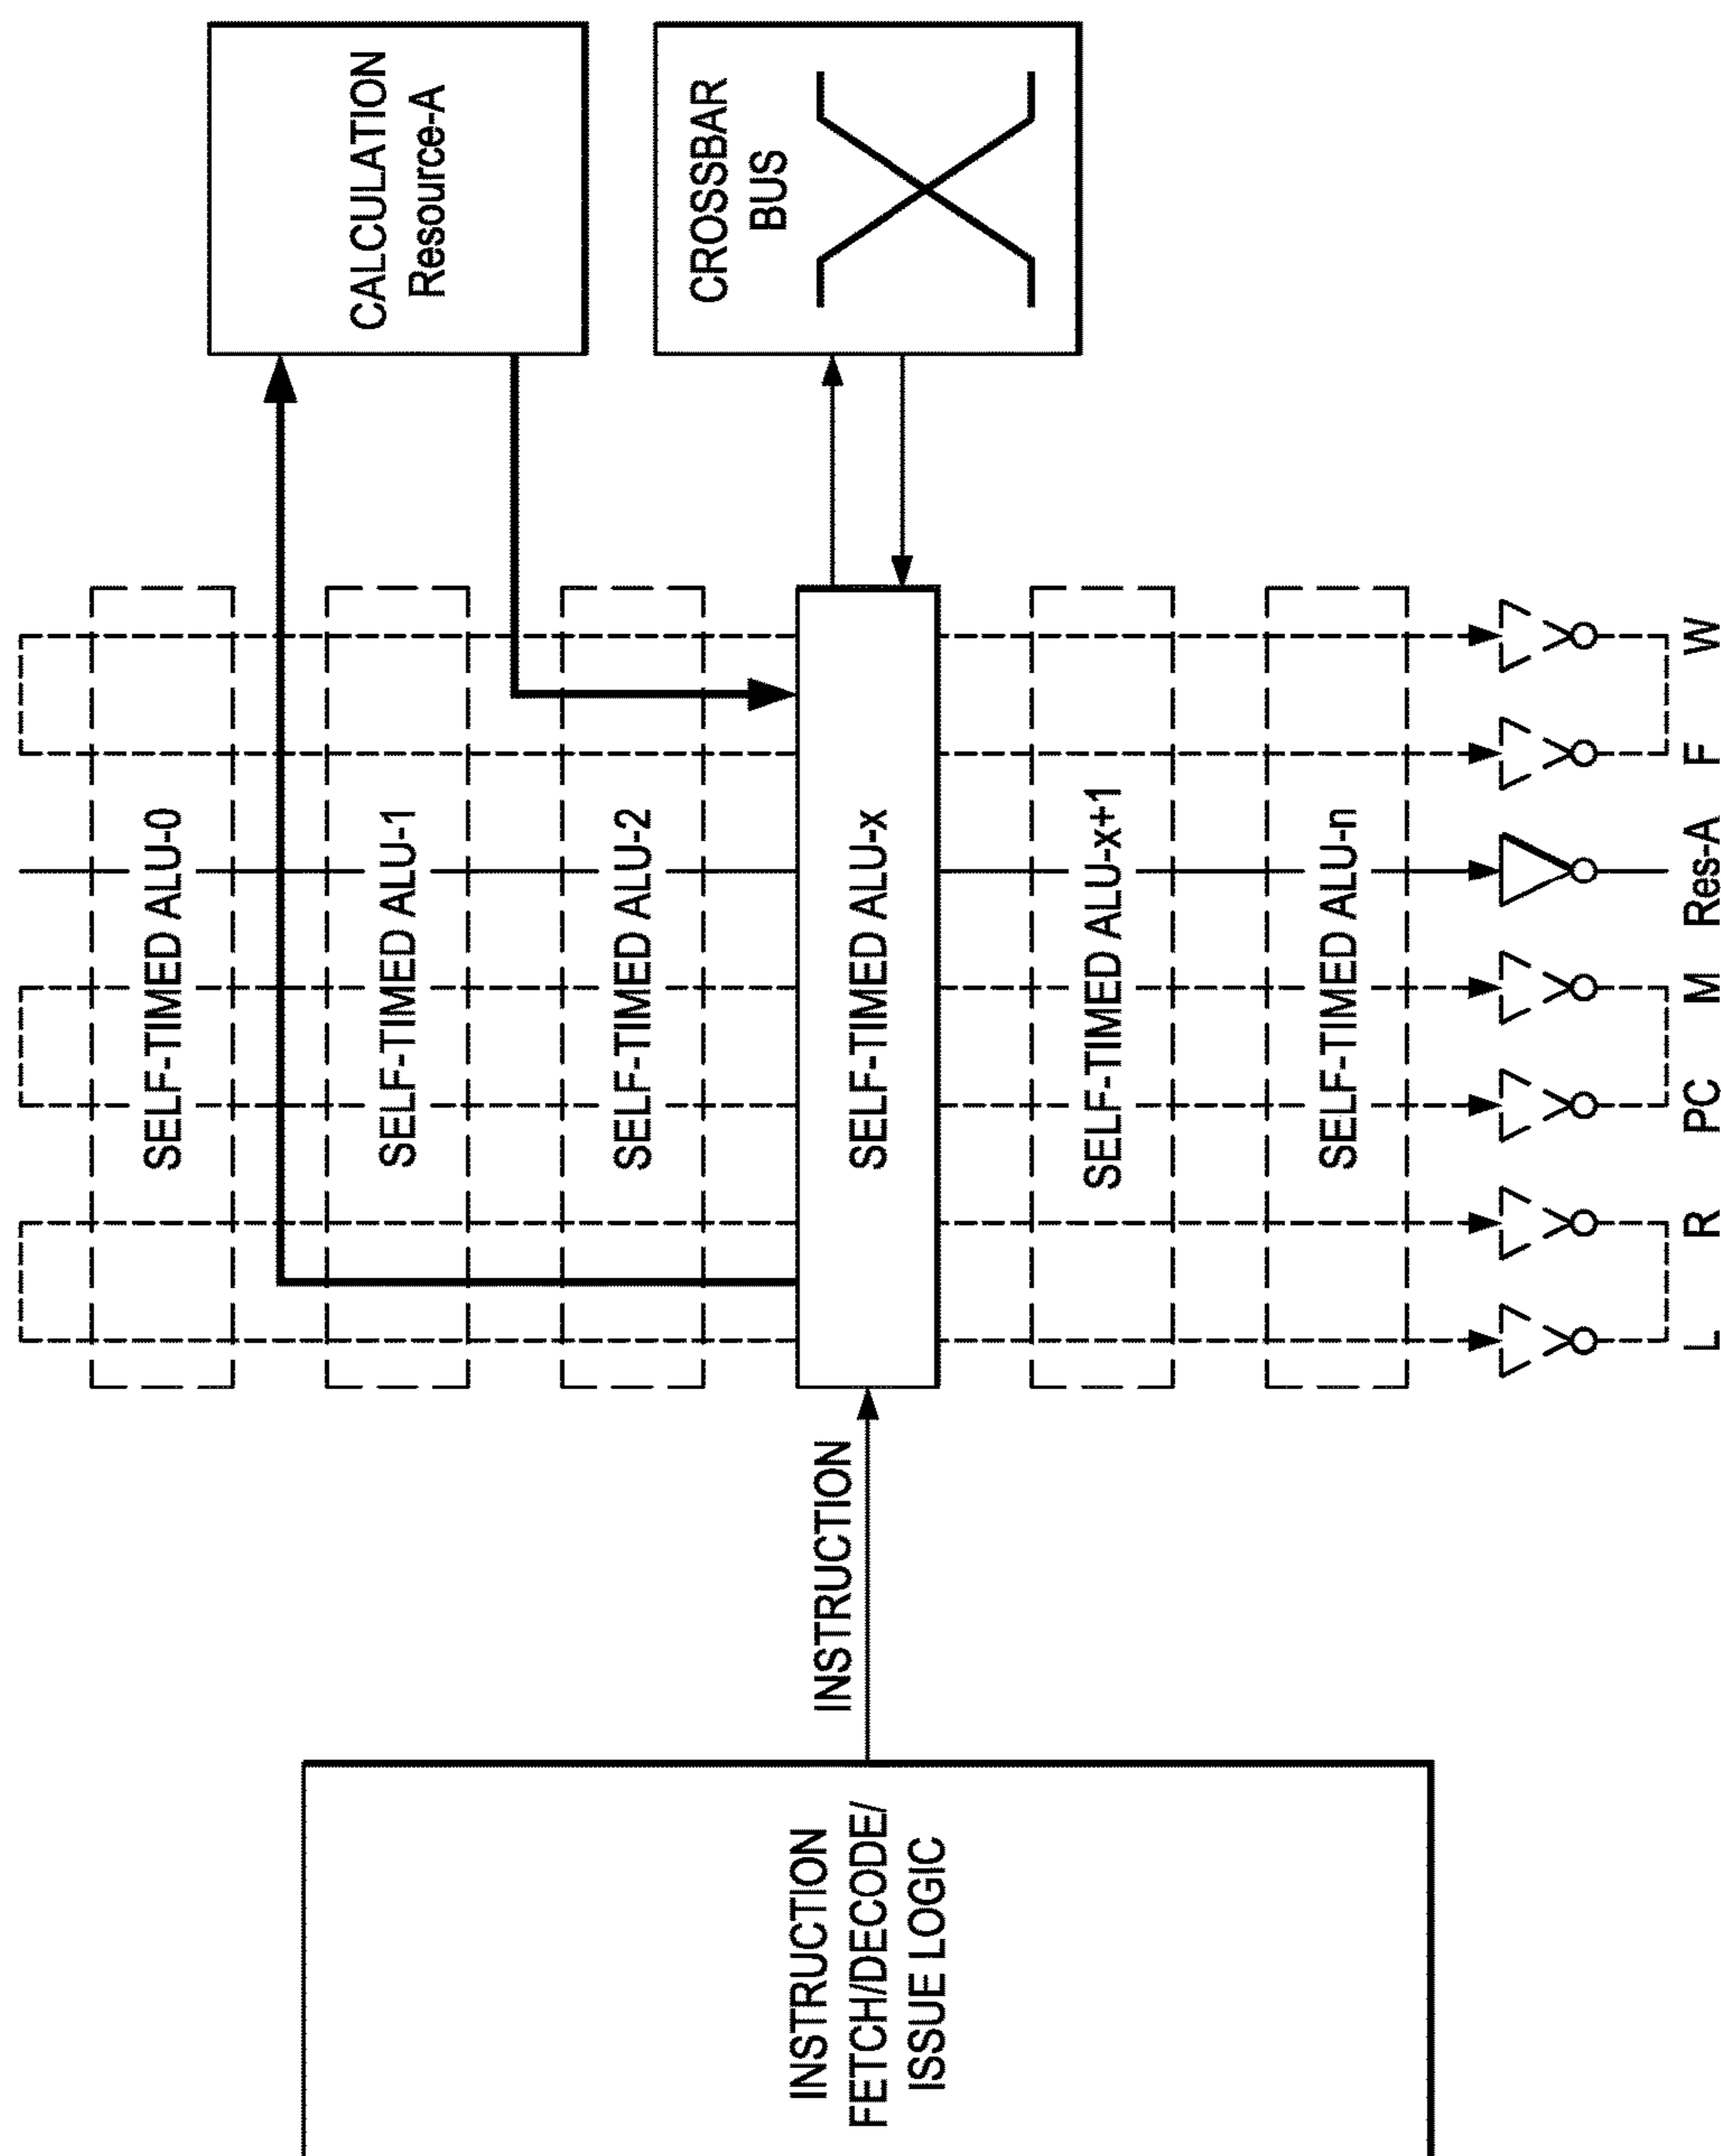 CALCULATION
Resource-A
CROSSBAR
BUS
SELF-TIMED ALU-0
SELF-TIMED ALU-1
SELF-TIMED ALU-2
SELF-TIMED ALU-x
SELF-TIMED ALU-x+1
SELF-TIMED ALU-n
INSTRUCTION
INSTRUCTION
FETCH/DECODE/
ISSUE LOGIC
L
R
PC
M
Res-A
F
W